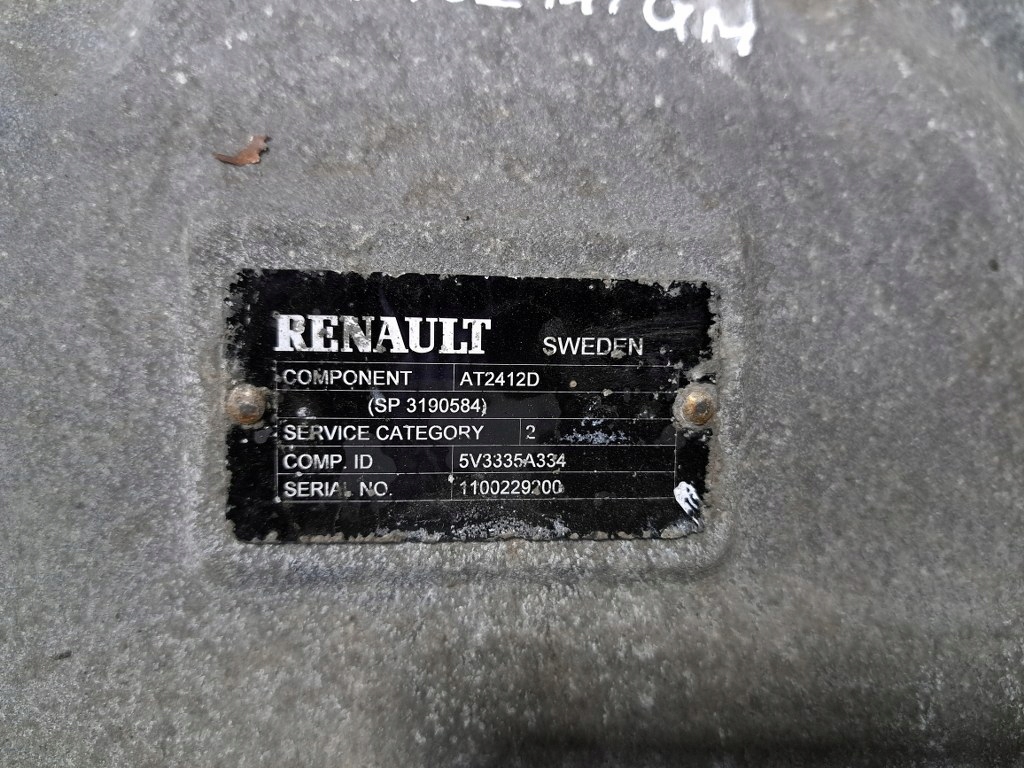 RENAULT SWEDEN
COMPONENT AT2412D
(SP 3190584)
SERVICE CATEGORY 2
COMP. ID 5V3335A334
SERIAL NO. 1100229200